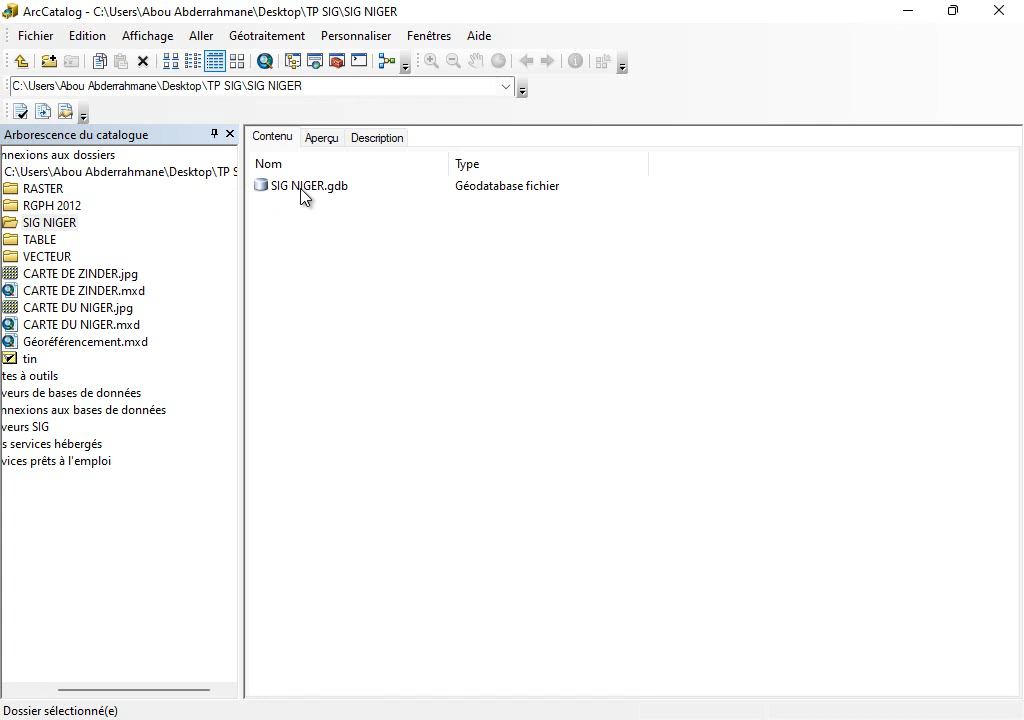 ArcCatalog - C:\Users\Abou Abderrahmane\Desktop\TP SIG\SIG NIGER
Fichier Edition Affichage Aller Géotraitement Personnaliser Fenêtres Aide
C:\Users\Abou Abderrahmane\Desktop\TP SIG\SIG NIGER
Arborescence du catalogue
nnexions aux dossiers
C:\Users\Abou Abderrahmane\Desktop\TP S
RASTER
RGPH 2012
SIG NIGER
TABLE
VECTEUR
CARTE DE ZINDER.jpg
CARTE DE ZINDER.mxd
CARTE DU NIGER.jpg
CARTE DU NIGER.mxd
Géoréférencement.mxd
tin
tes à outils
veurs de bases de données
nnexions aux bases de données
veurs SIG
s services hébergés
vices prêts à l'emploi
Contenu Aperçu Description
Nom Type
SIG NIGER.gdb Géodatabase fichier
Dossier sélectionné(e)